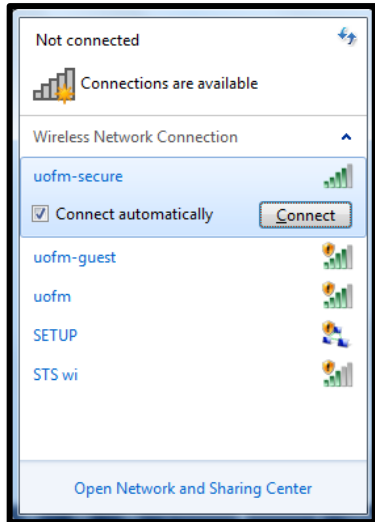 Not connected
Connections are available
Wireless Network Connection
uofm-secure
Connect automatically Connect
uofm-guest
uofm
SETUP
STS wi
Open Network and Sharing Center